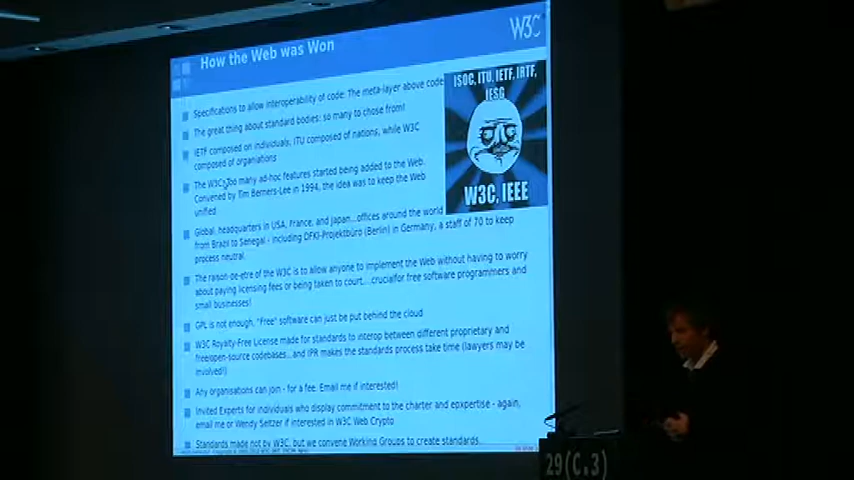 How the Web was Won
W3C
Specifications to allow interoperability of code: The meta-layer above code
The great thing about standard bodies: so many to chose from!
IETF composed on individuals, ITU composed of nations, while W3C
composed of organiations
The W3C: Too many ad-hoc features started being added to the Web.
Convened by Tim Berners-Lee in 1994, the idea was to keep the Web
unified
Global, headquarters in USA, France, and Japan...offices around the world
from Brazil to Senegal - including DFKI-Projektbüro (Berlin) in Germany, a staff of 70 to keep
process neutral.
The raison-de-etre of the W3C is to allow anyone to implement the Web without having to worry
about paying licensing fees or being taken to court....crucialfor free software programmers and
small businesses!
GPL is not enough, "Free" software can just be put behind the cloud
W3C Royalty-Free License made for standards to interop between different proprietary and
free/open-source codebases...and IPR makes the standards process take time (lawyers may be
involved!)
Any organisations can join - for a fee. Email me if interested!
Invited Experts for individuals who display commitment to the charter and epxpertise - again,
email me or Wendy Seltzer if interested in W3C Web Crypto
Standards made not by W3C, but we convene Working Groups to create standards..
ISOC, ITU, IETF, IRTF,
IESG
W3C, IEEE
29(C.3)